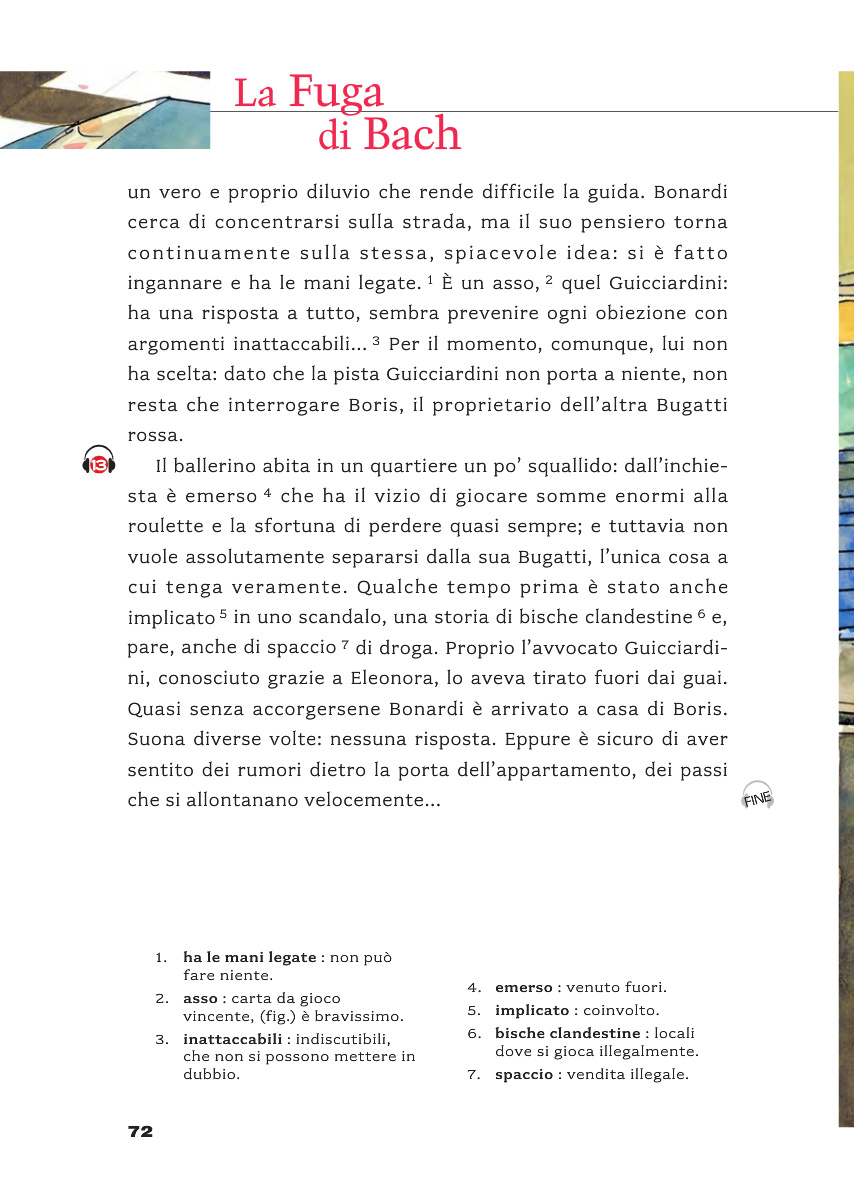 La Fuga
di Bach
un vero e proprio diluvio che rende difficile la guida. Bonardi
cerca di concentrarsi sulla strada, ma il suo pensiero torna
continuamente sulla stessa, spiacevole idea: si è fatto
ingannare e ha le mani legate. 1 È un asso, 2 quel Guicciardini:
ha una risposta a tutto, sembra prevenire ogni obiezione con
argomenti inattaccabili... 3 Per il momento, comunque, lui non
ha scelta: dato che la pista Guicciardini non porta a niente, non
resta che interrogare Boris, il proprietario dell'altra Bugatti
rossa.
13
Il ballerino abita in un quartiere un po' squallido: dall'inchie-
sta è emerso 4 che ha il vizio di giocare somme enormi alla
roulette e la sfortuna di perdere quasi sempre; e tuttavia non
vuole assolutamente separarsi dalla sua Bugatti, l'unica cosa a
cui tenga veramente. Qualche tempo prima è stato anche
implicato 5 in uno scandalo, una storia di bische clandestine 6 e,
pare, anche di spaccio 7 di droga. Proprio l'avvocato Guicciardi-
ni, conosciuto grazie a Eleonora, lo aveva tirato fuori dai guai.
Quasi senza accorgersene Bonardi è arrivato a casa di Boris.
Suona diverse volte: nessuna risposta. Eppure è sicuro di aver
sentito dei rumori dietro la porta dell'appartamento, dei passi
che si allontanano velocemente...
FINE
1. ha le mani legate : non può
fare niente.
2. asso : carta da gioco
vincente, (fig.) è bravissimo.
3. inattaccabili : indiscutibili,
che non si possono mettere in
dubbio.
4. emerso : venuto fuori.
5. implicato : coinvolto.
6. bische clandestine : locali
dove si gioca illegalmente.
7. spaccio : vendita illegale.
72